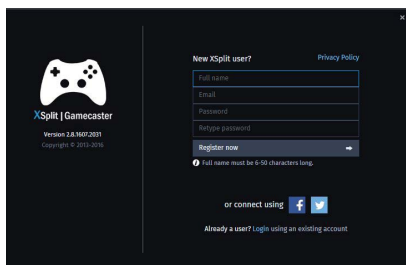 XSplit | Gamecaster
Version 2.8.1607.2031
Copyright © 2013-2016
New XSplit user?
Privacy Policy
Full name
Email
Password
Retype password
Register now
Full name must be 6-50 characters long.
or connect using
Already a user? Login using an existing account